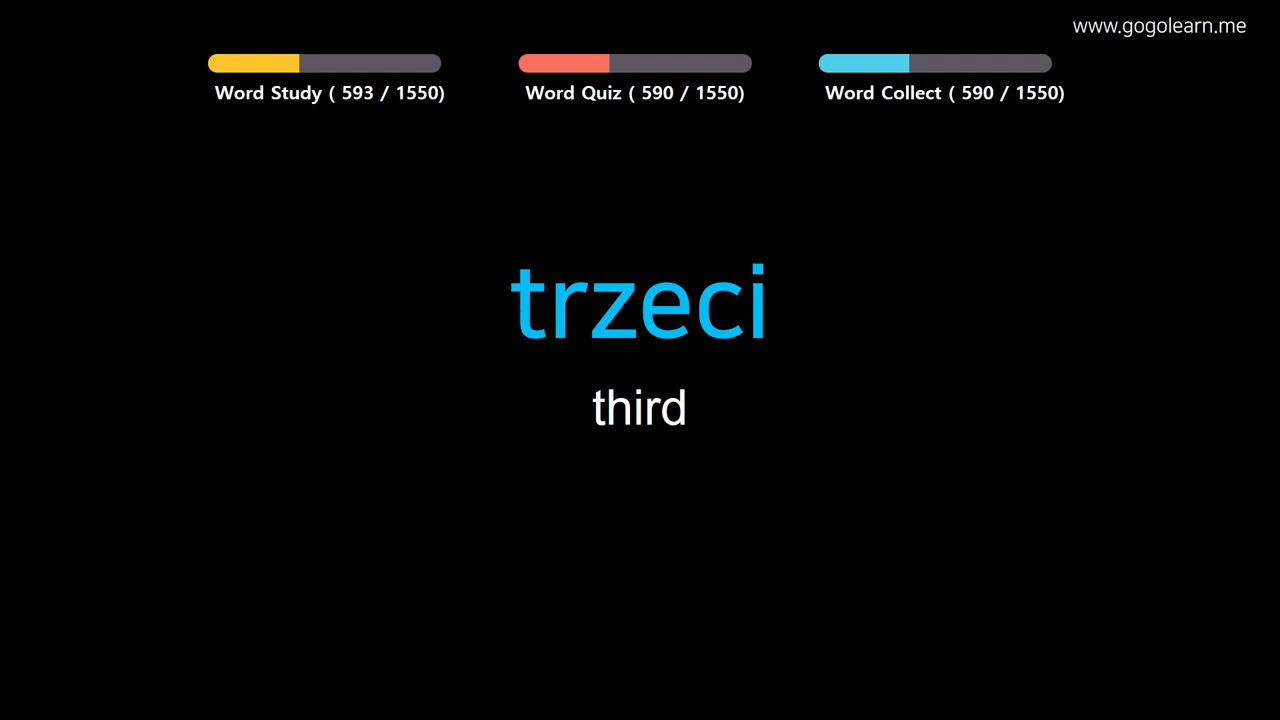 www.gogolearn.me
Word Study ( 593 / 1550)
Word Quiz ( 590 / 1550)
Word Collect ( 590 / 1550)
trzeci
third